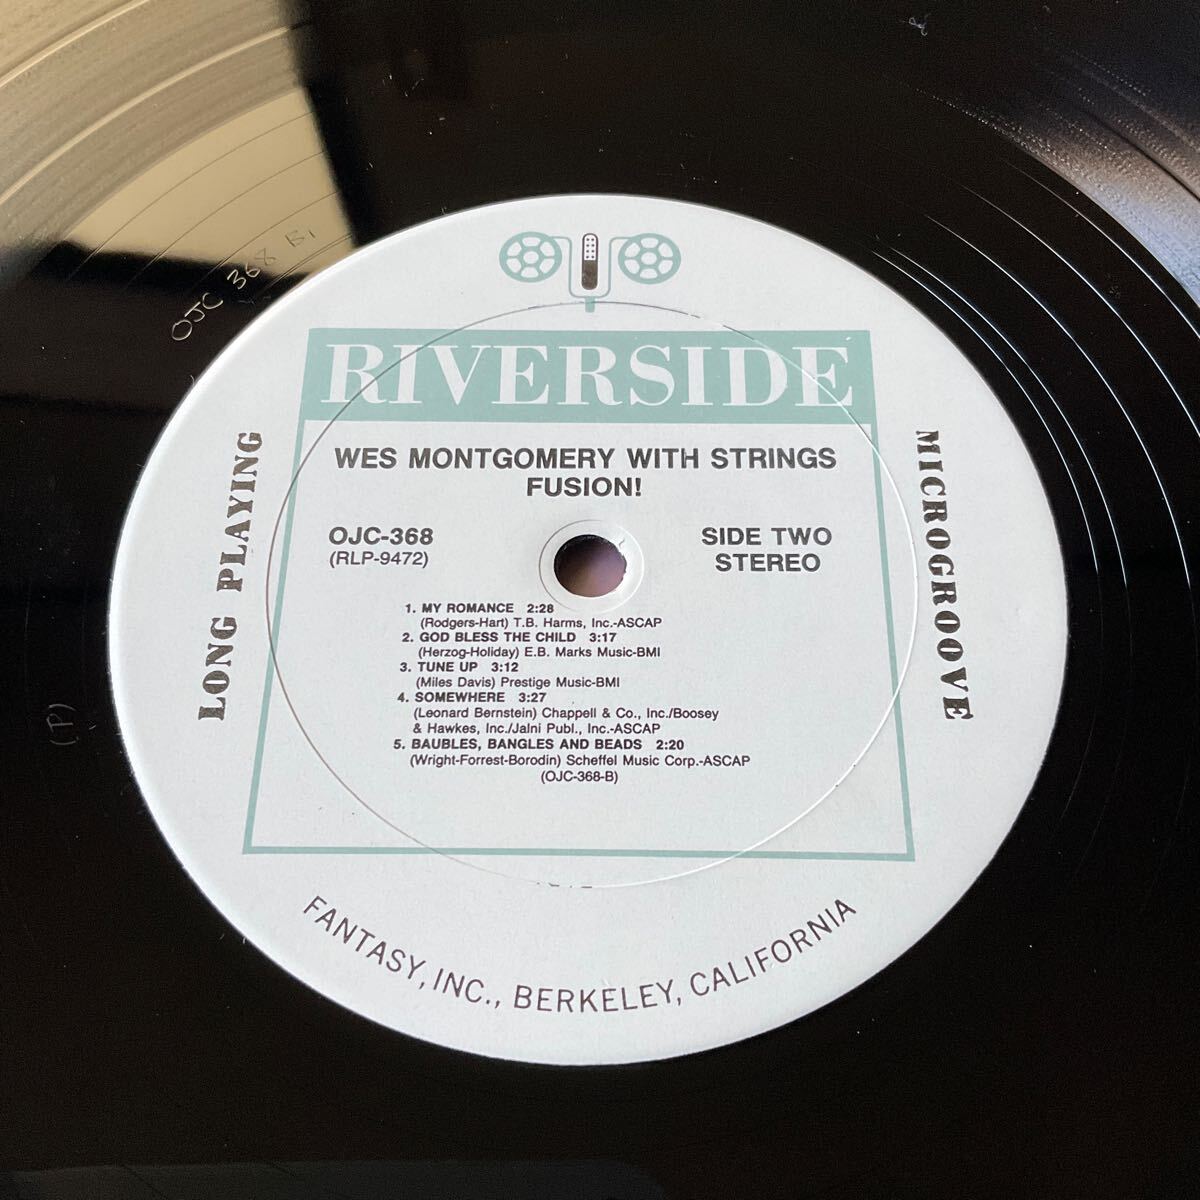 OJC 368 B1
RIVERSIDE
WES MONTGOMERY WITH STRINGS
FUSION!
OJC-368
(RLP-9472)
SIDE TWO
STEREO
1. MY ROMANCE 2:28
(Rodgers-Hart) T.B. Harms, Inc.-ASCAP
2. GOD BLESS THE CHILD 3:17
(Herzog-Holiday) E.B. Marks Music-BMI
3. TUNE UP 3:12
(Miles Davis) Prestige Music-BMI
4. SOMEWHERE 3:27
(Leonard Bernstein) Chappell & Co., Inc./Boosey
& Hawkes, Inc./Jalni Publ., Inc.-ASCAP
5. BAUBLES, BANGLES AND BEADS 2:20
(Wright-Forrest-Borodin) Scheffel Music Corp.-ASCAP
(OJC-368-B)
LONG PLAYING
MICROGROOVE
FANTASY, INC., BERKELEY, CALIFORNIA
(P)